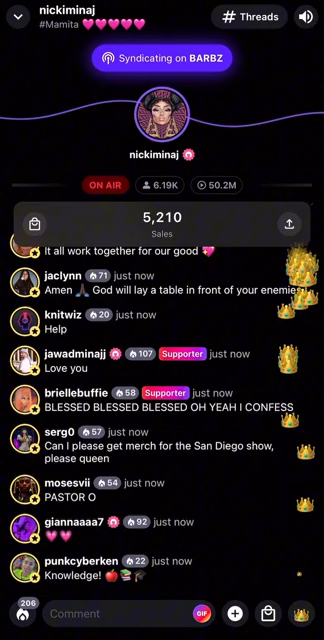 nickiminaj
#Mamita 💗💗💗💗💗
# Threads
Syndicating on BARBZ
nickiminaj
ON AIR 6.19K 50.2M
5,210
Sales
It all work together for our good 💖
jaclynn 71 just now
Amen 🙏🏿 God will lay a table in front of your enemies
knitwiz 20 just now
Help
jawadminajj 107 Supporter just now
Love you
briellebuffie 58 Supporter just now
BLESSED BLESSED BLESSED OH YEAH I CONFESS
serg0 57 just now
Can I please get merch for the San Diego show,
please queen
mosesvii 54 just now
PASTOR O
giannaaaa7 92 just now
💗💗
punkcyberken 22 just now
Knowledge! 🍎📚🎓
206
Comment GIF